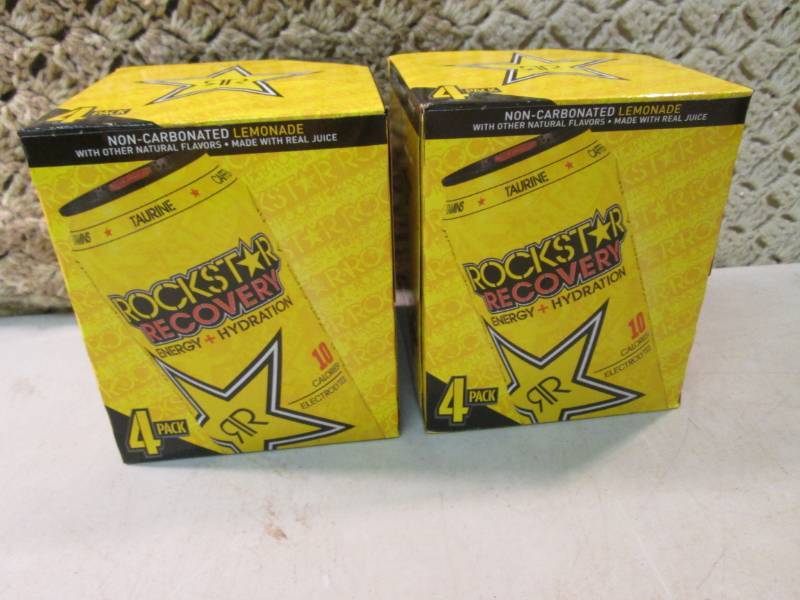 4 PACK
NON-CARBONATED LEMONADE
WITH OTHER NATURAL FLAVORS • MADE WITH REAL JUICE
TAURINE ★
ROCKSTAR
RECOVERY
ENERGY + HYDRATION
10
CALORIES
ELECTROLYTES
4 PACK
4 PACK
NON-CARBONATED LEMONADE
WITH OTHER NATURAL FLAVORS • MADE WITH REAL JUICE
★ TAURINE ★
ROCKSTAR
RECOVERY
ENERGY + HYDRATION
10
CALORIES
ELECTROLYTES
4 PACK